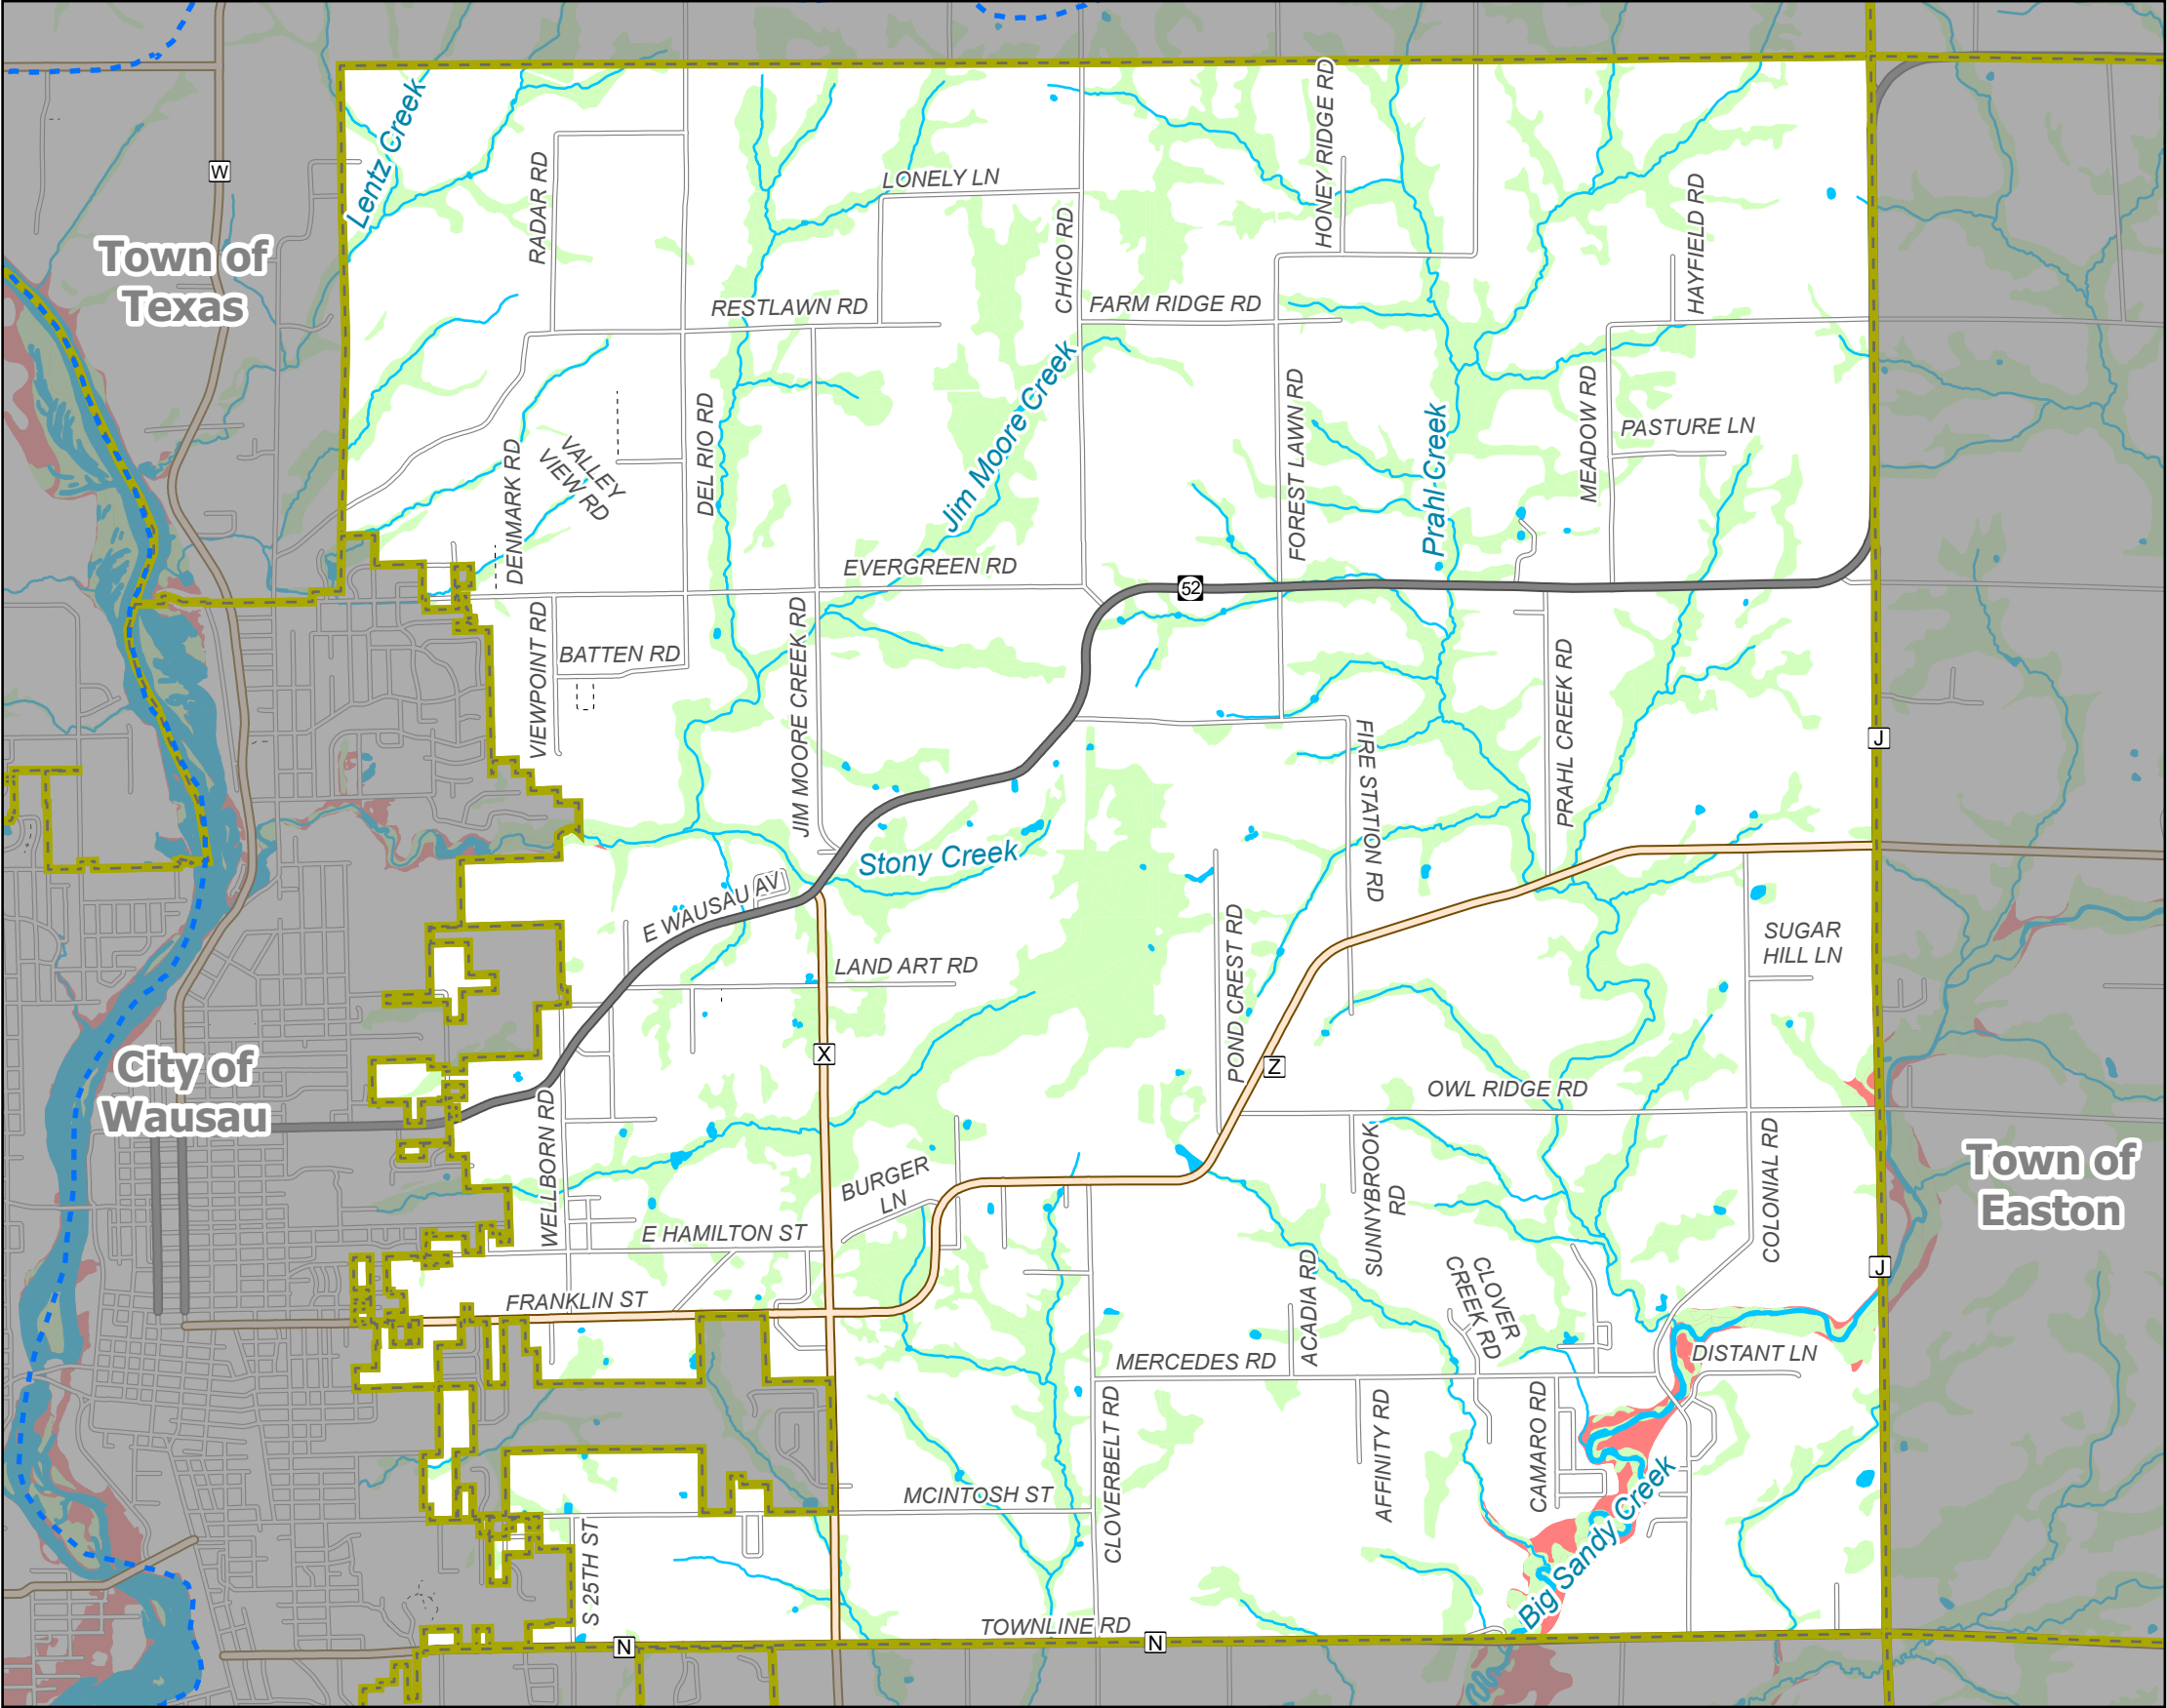 Lentz Creek
HONEY RIDGE RD
W
RADAR RD
LONELY LN
HAYFIELD RD
CHICO RD
Town of
Texas
RESTLAWN RD
FARM RIDGE RD
Jim Moore Creek
FOREST LAWN RD
MEADOW RD
DEL RIO RD
Prahl Creek
PASTURE LN
DENMARK RD
VALLEY
VIEW RD
EVERGREEN RD
52
VIEWPOINT RD
BATTEN RD
JIM MOORE CREEK RD
PRAHL CREEK RD
J
FIRE STATION RD
Stony Creek
E WAUSAU AV
POND CREST RD
SUGAR
HILL LN
LAND ART RD
X
Z
City of
Wausau
OWL RIDGE RD
WELLBORN RD
SUNNYBROOK
RD
COLONIAL RD
Town of
Easton
BURGER
LN
E HAMILTON ST
J
ACADIA RD
CLOVER
CREEK RD
FRANKLIN ST
MERCEDES RD
DISTANT LN
CLOVERBELT RD
AFFINITY RD
CAMARO RD
MCINTOSH ST
Big Sandy Creek
S 25TH ST
TOWNLINE RD
N
N